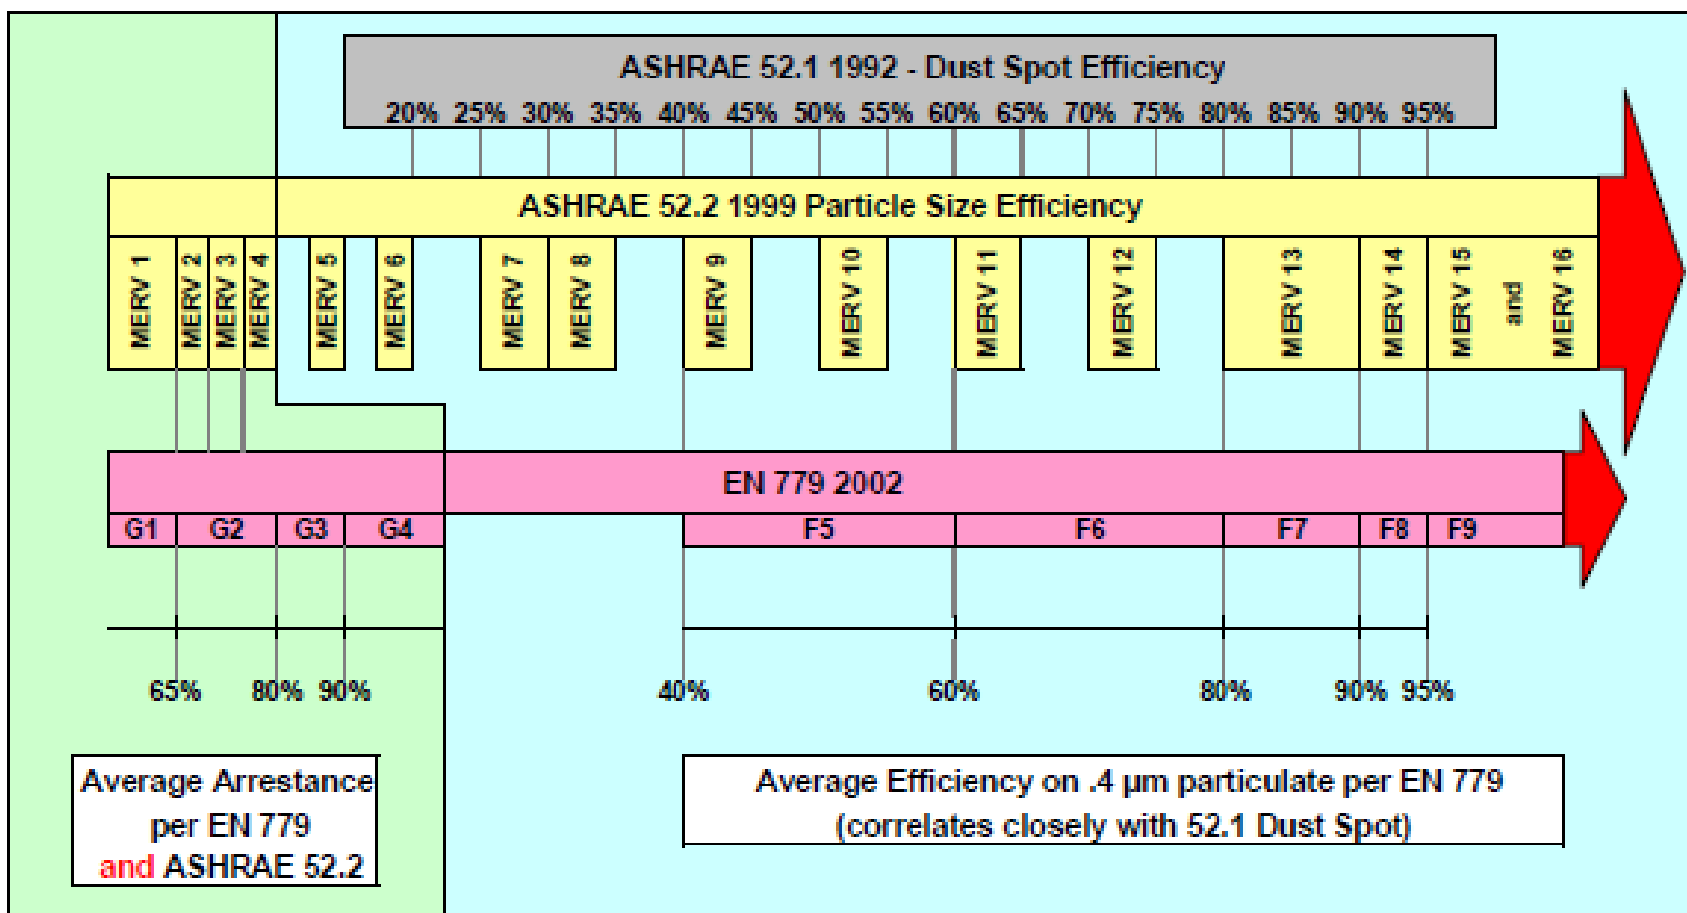 ASHRAE 52.1 1992 - Dust Spot Efficiency
20% 25% 30% 35% 40% 45% 50% 55% 60% 65% 70% 75% 80% 85% 90% 95%
ASHRAE 52.2 1999 Particle Size Efficiency
MERV 1
MERV 2
MERV 3
MERV 4
MERV 5
MERV 6
MERV 7
MERV 8
MERV 9
MERV 10
MERV 11
MERV 12
MERV 13
MERV 14
MERV 15
and
MERV 16
EN 779 2002
G1 G2 G3 G4 F5 F6 F7 F8 F9
65% 80% 90% 40% 60% 80% 90% 95%
Average Arrestance
per EN 779
and ASHRAE 52.2
Average Efficiency on .4 µm particulate per EN 779
(correlates closely with 52.1 Dust Spot)